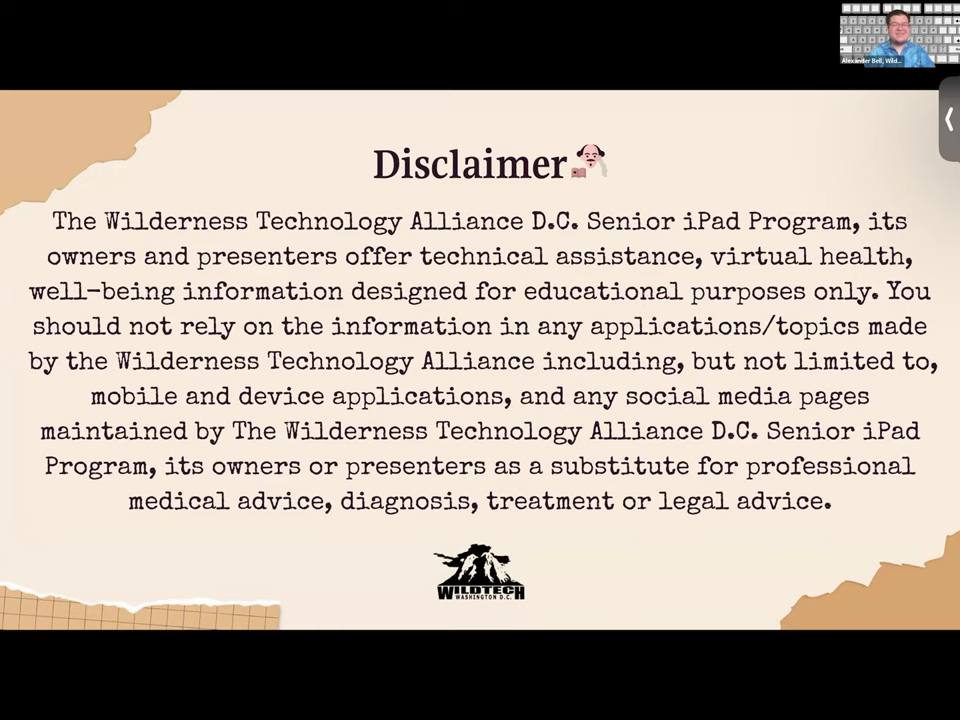 Alexander Bell, Wild...
Disclaimer
The Wilderness Technology Alliance D.C. Senior iPad Program, its
owners and presenters offer technical assistance, virtual health,
well-being information designed for educational purposes only. You
should not rely on the information in any applications/topics made
by the Wilderness Technology Alliance including, but not limited to,
mobile and device applications, and any social media pages
maintained by The Wilderness Technology Alliance D.C. Senior iPad
Program, its owners or presenters as a substitute for professional
medical advice, diagnosis, treatment or legal advice.
WILDTECH
WASHINGTON D.C.